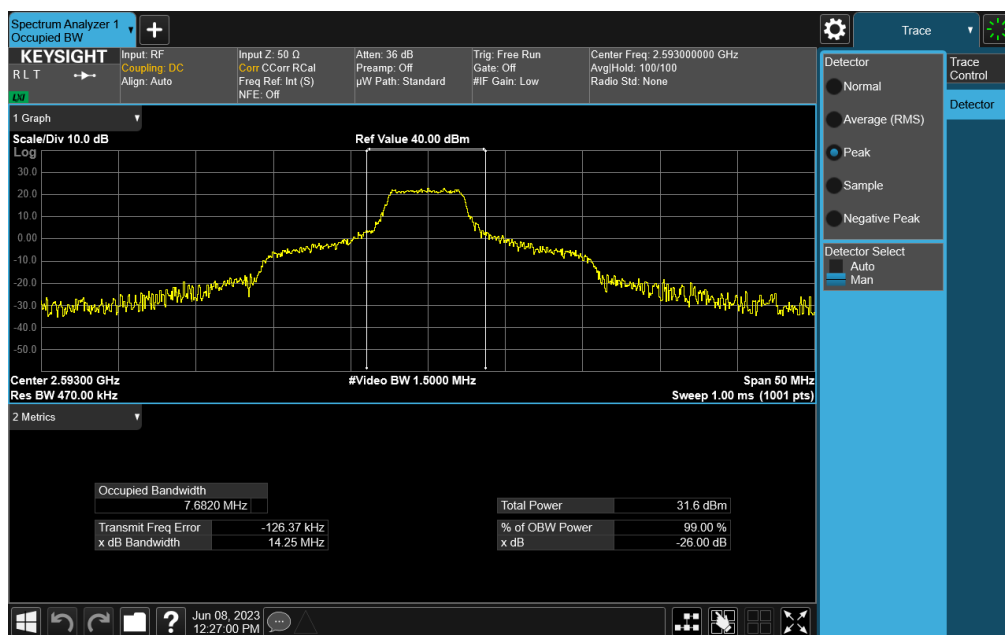 Spectrum Analyzer 1
Occupied BW
Trace
KEYSIGHT
R L T
LXI
Input: RF
Coupling: DC
Align: Auto
Input Z: 50 Ω
Corr CCorr RCal
Freq Ref: Int (S)
NFE: Off
Atten: 36 dB
Preamp: Off
µW Path: Standard
Trig: Free Run
Gate: Off
#IF Gain: Low
Center Freq: 2.593000000 GHz
Avg|Hold: 100/100
Radio Std: None
Detector
Normal
Average (RMS)
Peak
Sample
Negative Peak
Detector Select
Auto
Man
Trace
Control
Detector
1 Graph
Scale/Div 10.0 dB
Ref Value 40.00 dBm
Log
30.0
20.0
10.0
0.00
-10.0
-20.0
-30.0
-40.0
-50.0
Center 2.59300 GHz
#Video BW 1.5000 MHz
Span 50 MHz
Res BW 470.00 kHz
Sweep 1.00 ms (1001 pts)
2 Metrics
Occupied Bandwidth
7.6820 MHz
Total Power 31.6 dBm
Transmit Freq Error -126.37 kHz
% of OBW Power 99.00 %
x dB Bandwidth 14.25 MHz
x dB -26.00 dB
Jun 08, 2023
12:27:00 PM